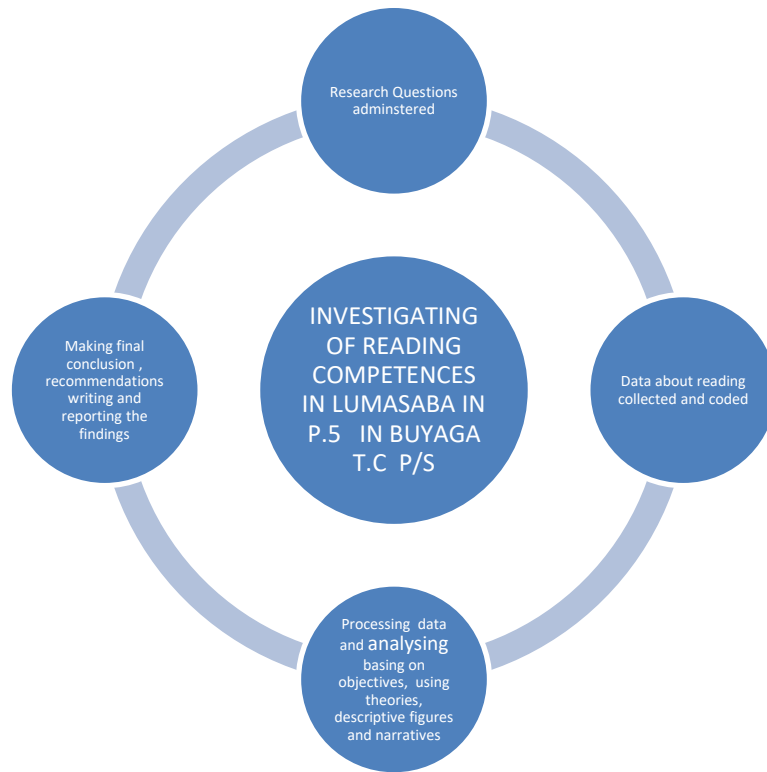 Research Questions
adminstered
INVESTIGATING
OF READING
COMPETENCES
IN LUMASABA IN
P.5 IN BUYAGA
T.C P/S
Data about reading
collected and coded
Processing data
and analysing
basing on
objectives, using
theories,
descriptive figures
and narratives
Making final
conclusion ,
recommendations
writing and
reporting the
findings